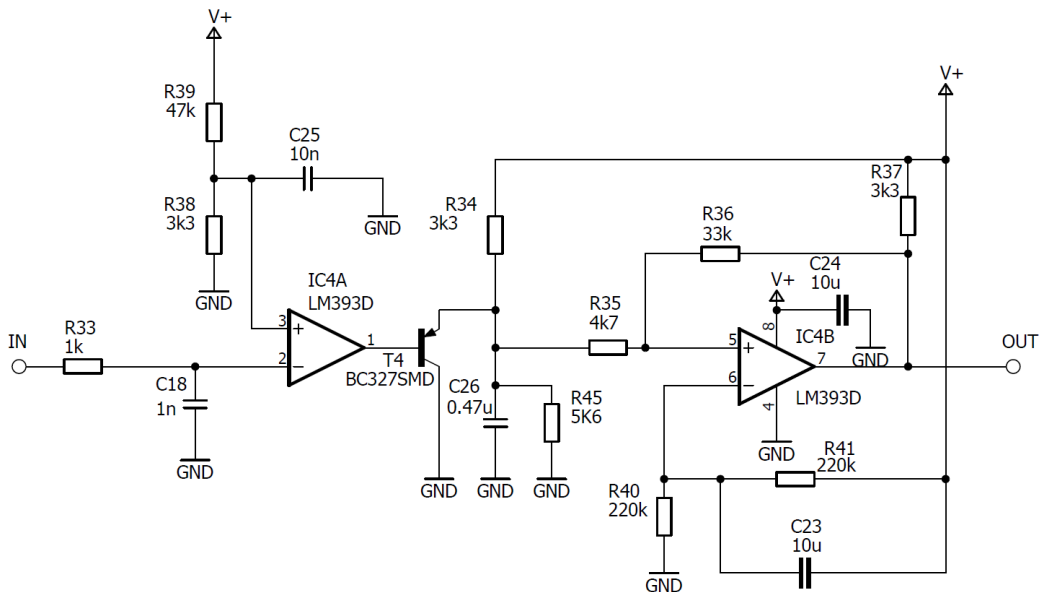 V+
R39
47k
C25
10n
R38
3k3
GND
GND
IC4A
LM393D
3
+
2
−
1
IN
R33
1k
C18
1n
GND
T4
BC327SMD
GND
R34
3k3
C26
0.47u
GND
R45
5K6
GND
R35
4k7
R36
33k
V+
R37
3k3
V+
C24
10u
GND
8
IC4B
5
+
6
−
7
4
LM393D
GND
OUT
R40
220k
GND
R41
220k
C23
10u